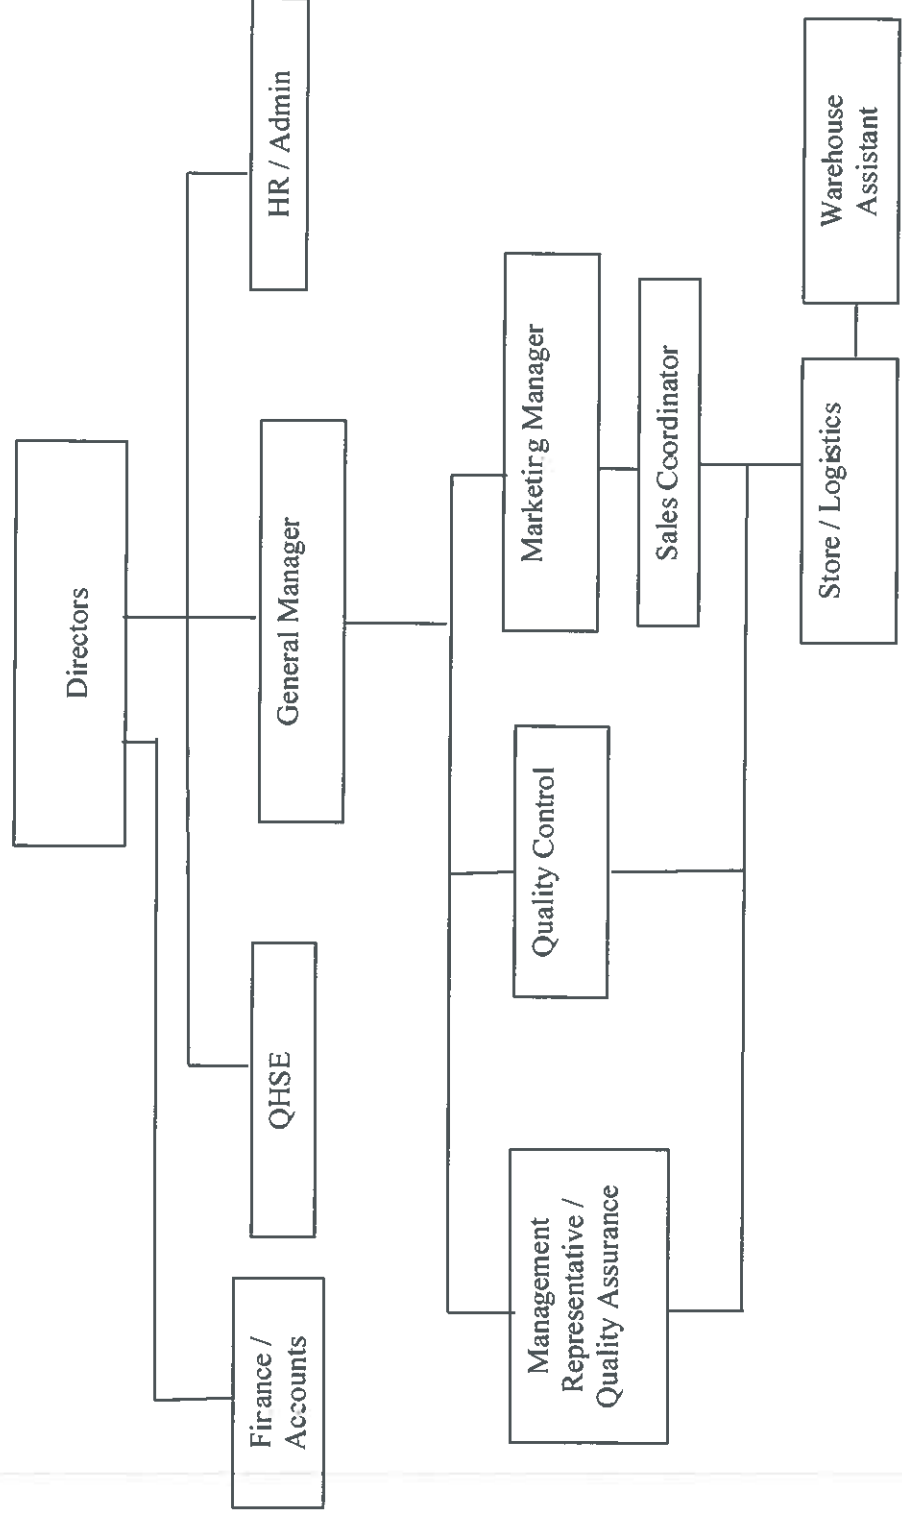 Directors
Finance /
Accounts
QHSE
General Manager
HR / Admin
Management
Representative /
Quality Assurance
Quality Control
Marketing Manager
Sales Coordinator
Store / Logistics
Warehouse
Assistant